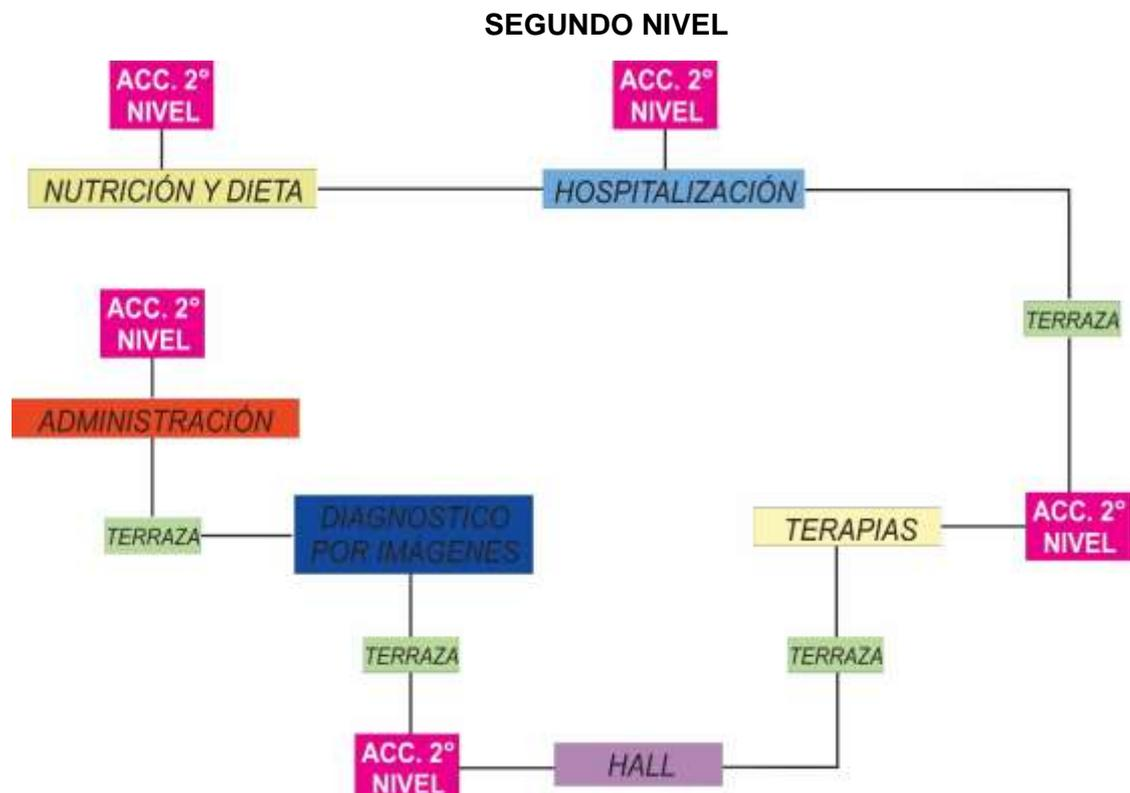 SEGUNDO NIVEL
ACC. 2°
NIVEL
ACC. 2°
NIVEL
NUTRICIÓN Y DIETA
HOSPITALIZACIÓN
ACC. 2°
NIVEL
TERRAZA
ADMINISTRACIÓN
DIAGNOSTICO
POR IMÁGENES
TERRAZA
TERAPIAS
ACC. 2°
NIVEL
TERRAZA
TERRAZA
ACC. 2°
NIVEL
HALL